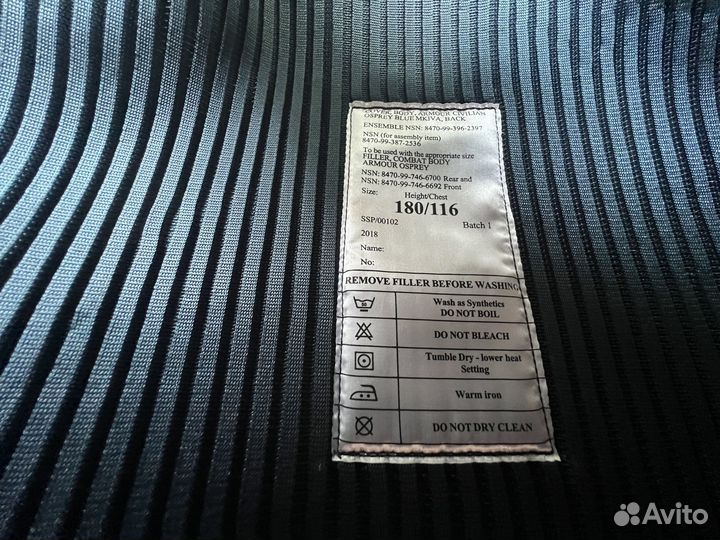 COVER, BODY, ARMOUR CIVILIAN
OSPREY BLUE MKIVA, BACK
ENSEMBLE NSN: 8470-99-396-2397
NSN (for assembly item)
8470-99-387-2536
To be used with the appropriate size
FILLER, COMBAT BODY
ARMOUR OSPREY
NSN: 8470-99-746-6700 Rear and
NSN: 8470-99-746-6692 Front
Size: Height/Chest
180/116
SSP/00102 Batch 1
2018
Name:
No:
REMOVE FILLER BEFORE WASHING
Wash as Synthetics
DO NOT BOIL
DO NOT BLEACH
Tumble Dry - lower heat
Setting
Warm iron
DO NOT DRY CLEAN
Avito